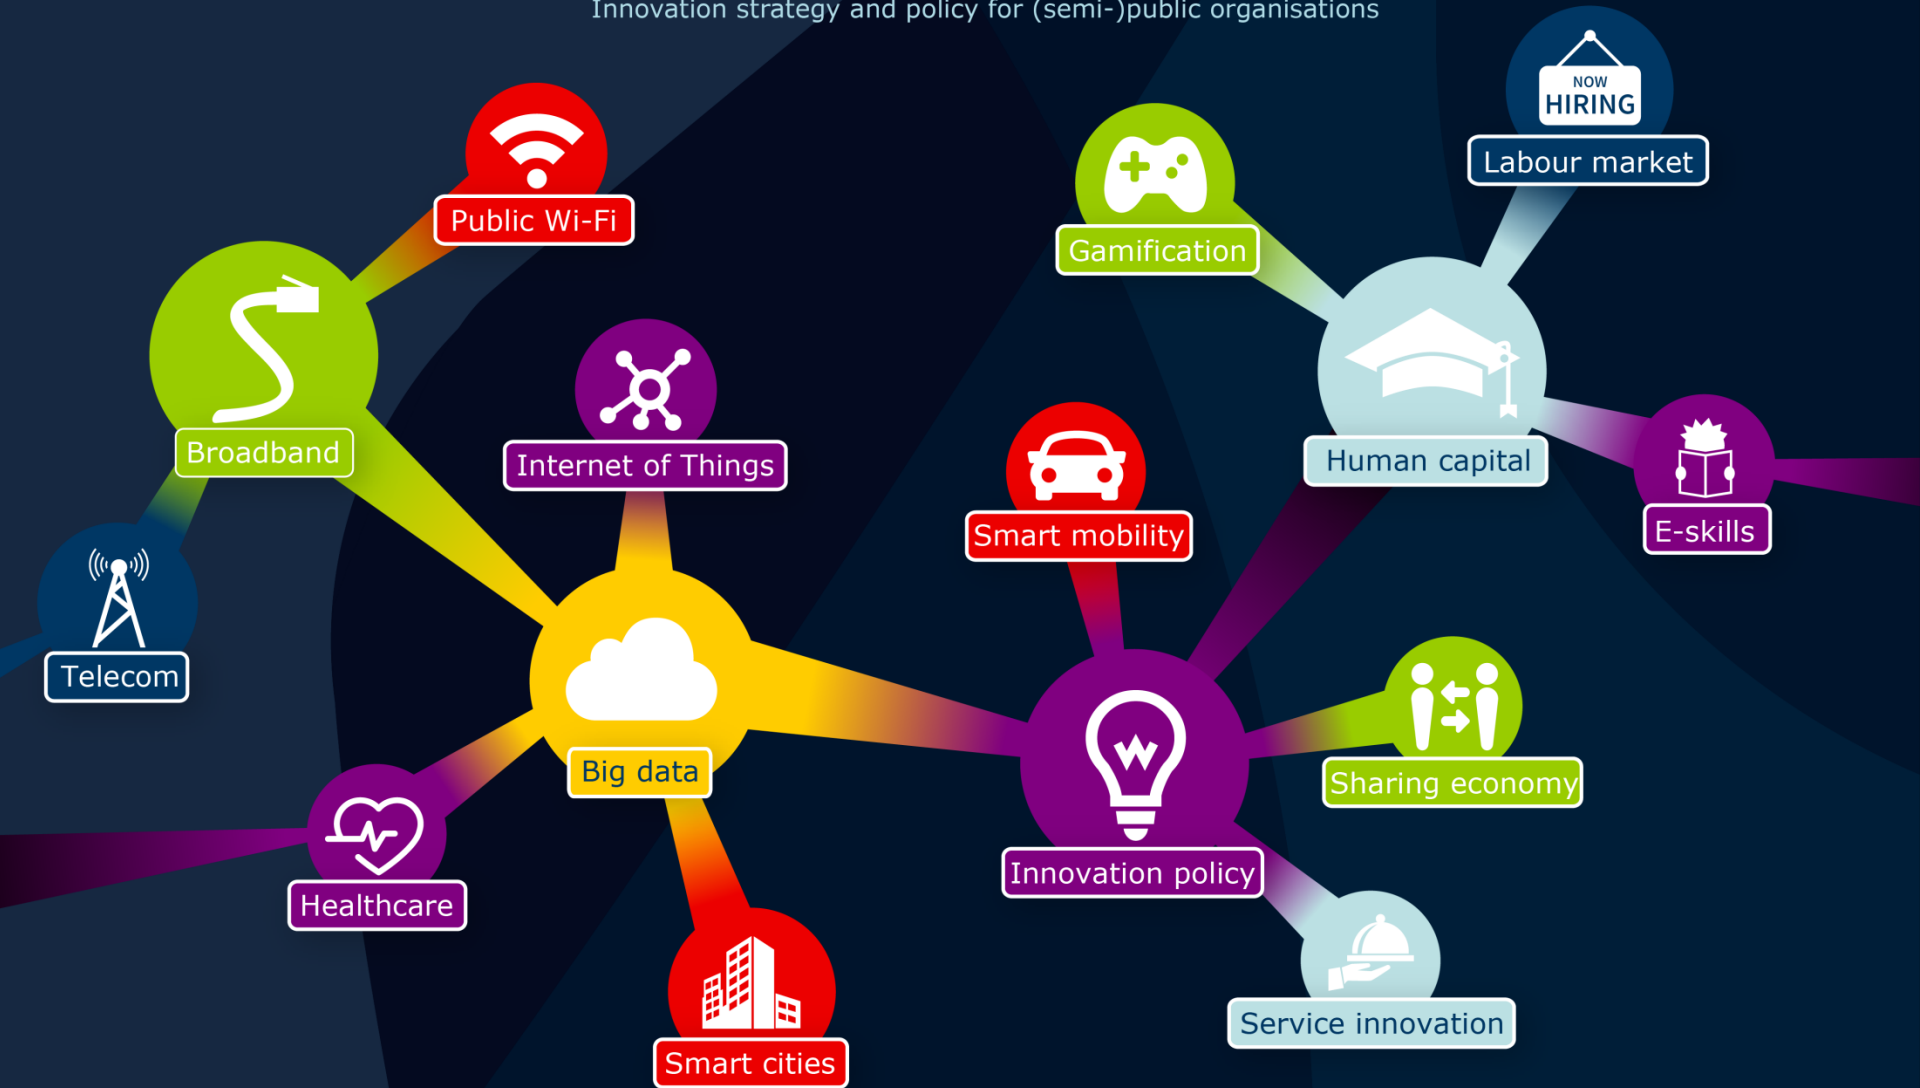 Innovation strategy and policy for (semi-)public organisations
NOW
HIRING
Labour market
Public Wi-Fi
Gamification
Broadband
Internet of Things
Human capital
Smart mobility
E-skills
Telecom
Big data
Sharing economy
Innovation policy
Healthcare
Service innovation
Smart cities